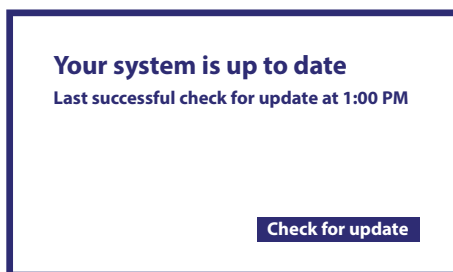 Your system is up to date
Last successful check for update at 1:00 PM
Check for update